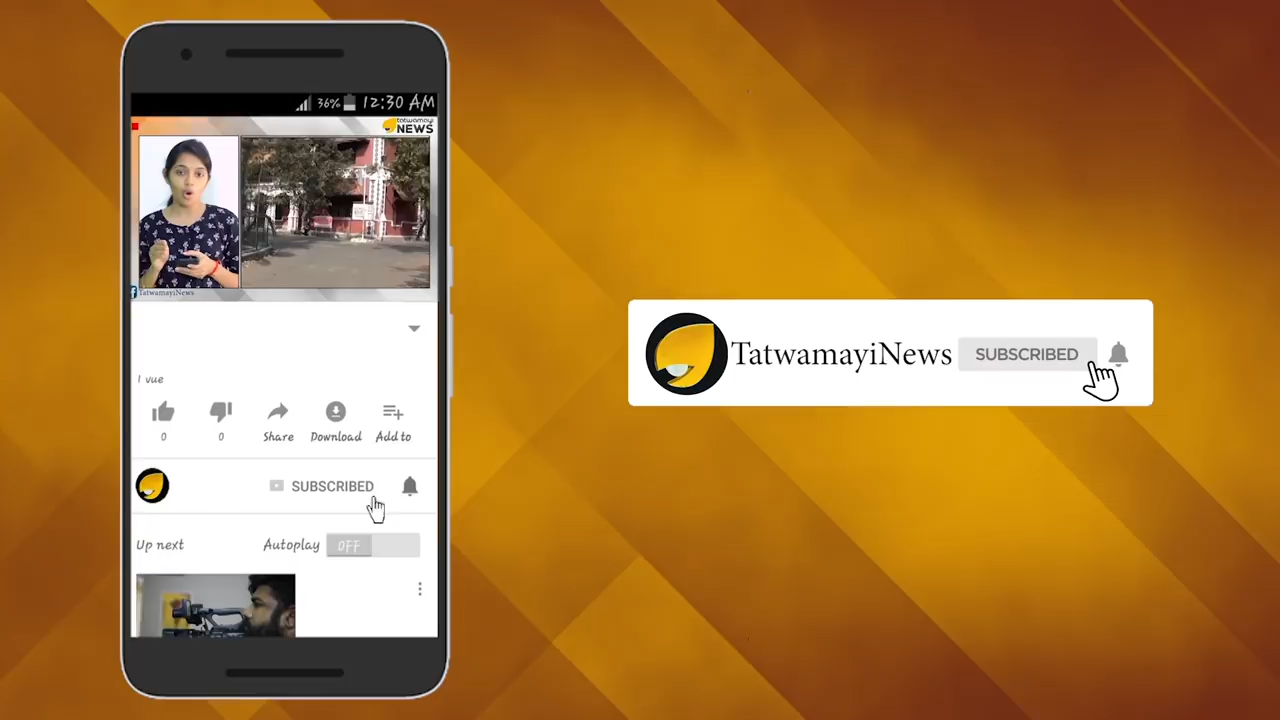 36% 12:30 AM
tatwamayi
NEWS
TatwamayiNews
1 vue
0 0 Share Download Add to
SUBSCRIBED
Up next Autoplay OFF
TatwamayiNews SUBSCRIBED